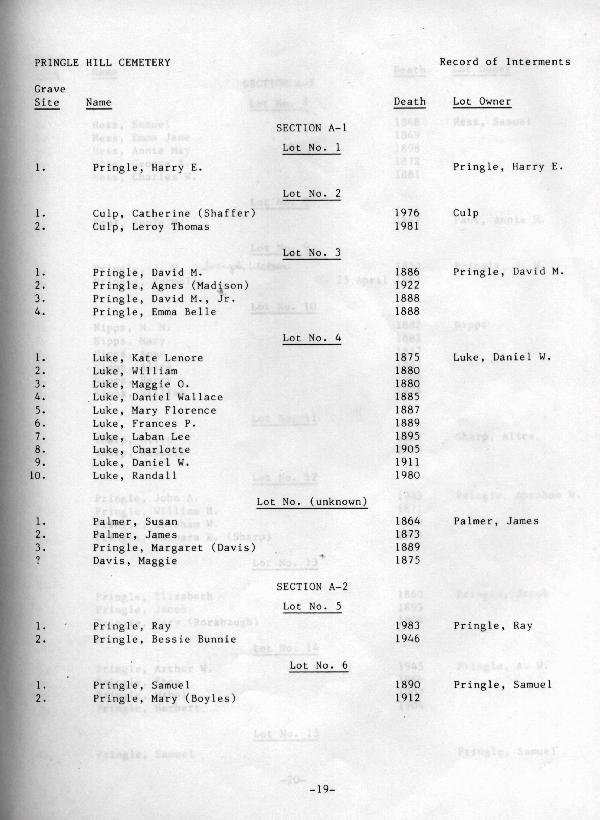 PRINGLE HILL CEMETERY Record of Interments
Grave
Site Name Death Lot Owner
SECTION A-1
Lot No. 1
1. Pringle, Harry E. Pringle, Harry E.
Lot No. 2
1. Culp, Catherine (Shaffer) 1976 Culp
2. Culp, Leroy Thomas 1981
Lot No. 3
1. Pringle, David M. 1886 Pringle, David M.
2. Pringle, Agnes (Madison) 1922
3. Pringle, David M., Jr. 1888
4. Pringle, Emma Belle 1888
Lot No. 4
1. Luke, Kate Lenore 1875 Luke, Daniel W.
2. Luke, William 1880
3. Luke, Maggie O. 1880
4. Luke, Daniel Wallace 1885
5. Luke, Mary Florence 1887
6. Luke, Frances P. 1889
7. Luke, Laban Lee 1895
8. Luke, Charlotte 1905
9. Luke, Daniel W. 1911
10. Luke, Randall 1980
Lot No. (unknown)
1. Palmer, Susan 1864 Palmer, James
2. Palmer, James 1873
3. Pringle, Margaret (Davis) 1889
? Davis, Maggie 1875
SECTION A-2
Lot No. 5
1. Pringle, Ray 1983 Pringle, Ray
2. Pringle, Bessie Bunnie 1946
Lot No. 6
1. Pringle, Samuel 1890 Pringle, Samuel
2. Pringle, Mary (Boyles) 1912
-19-